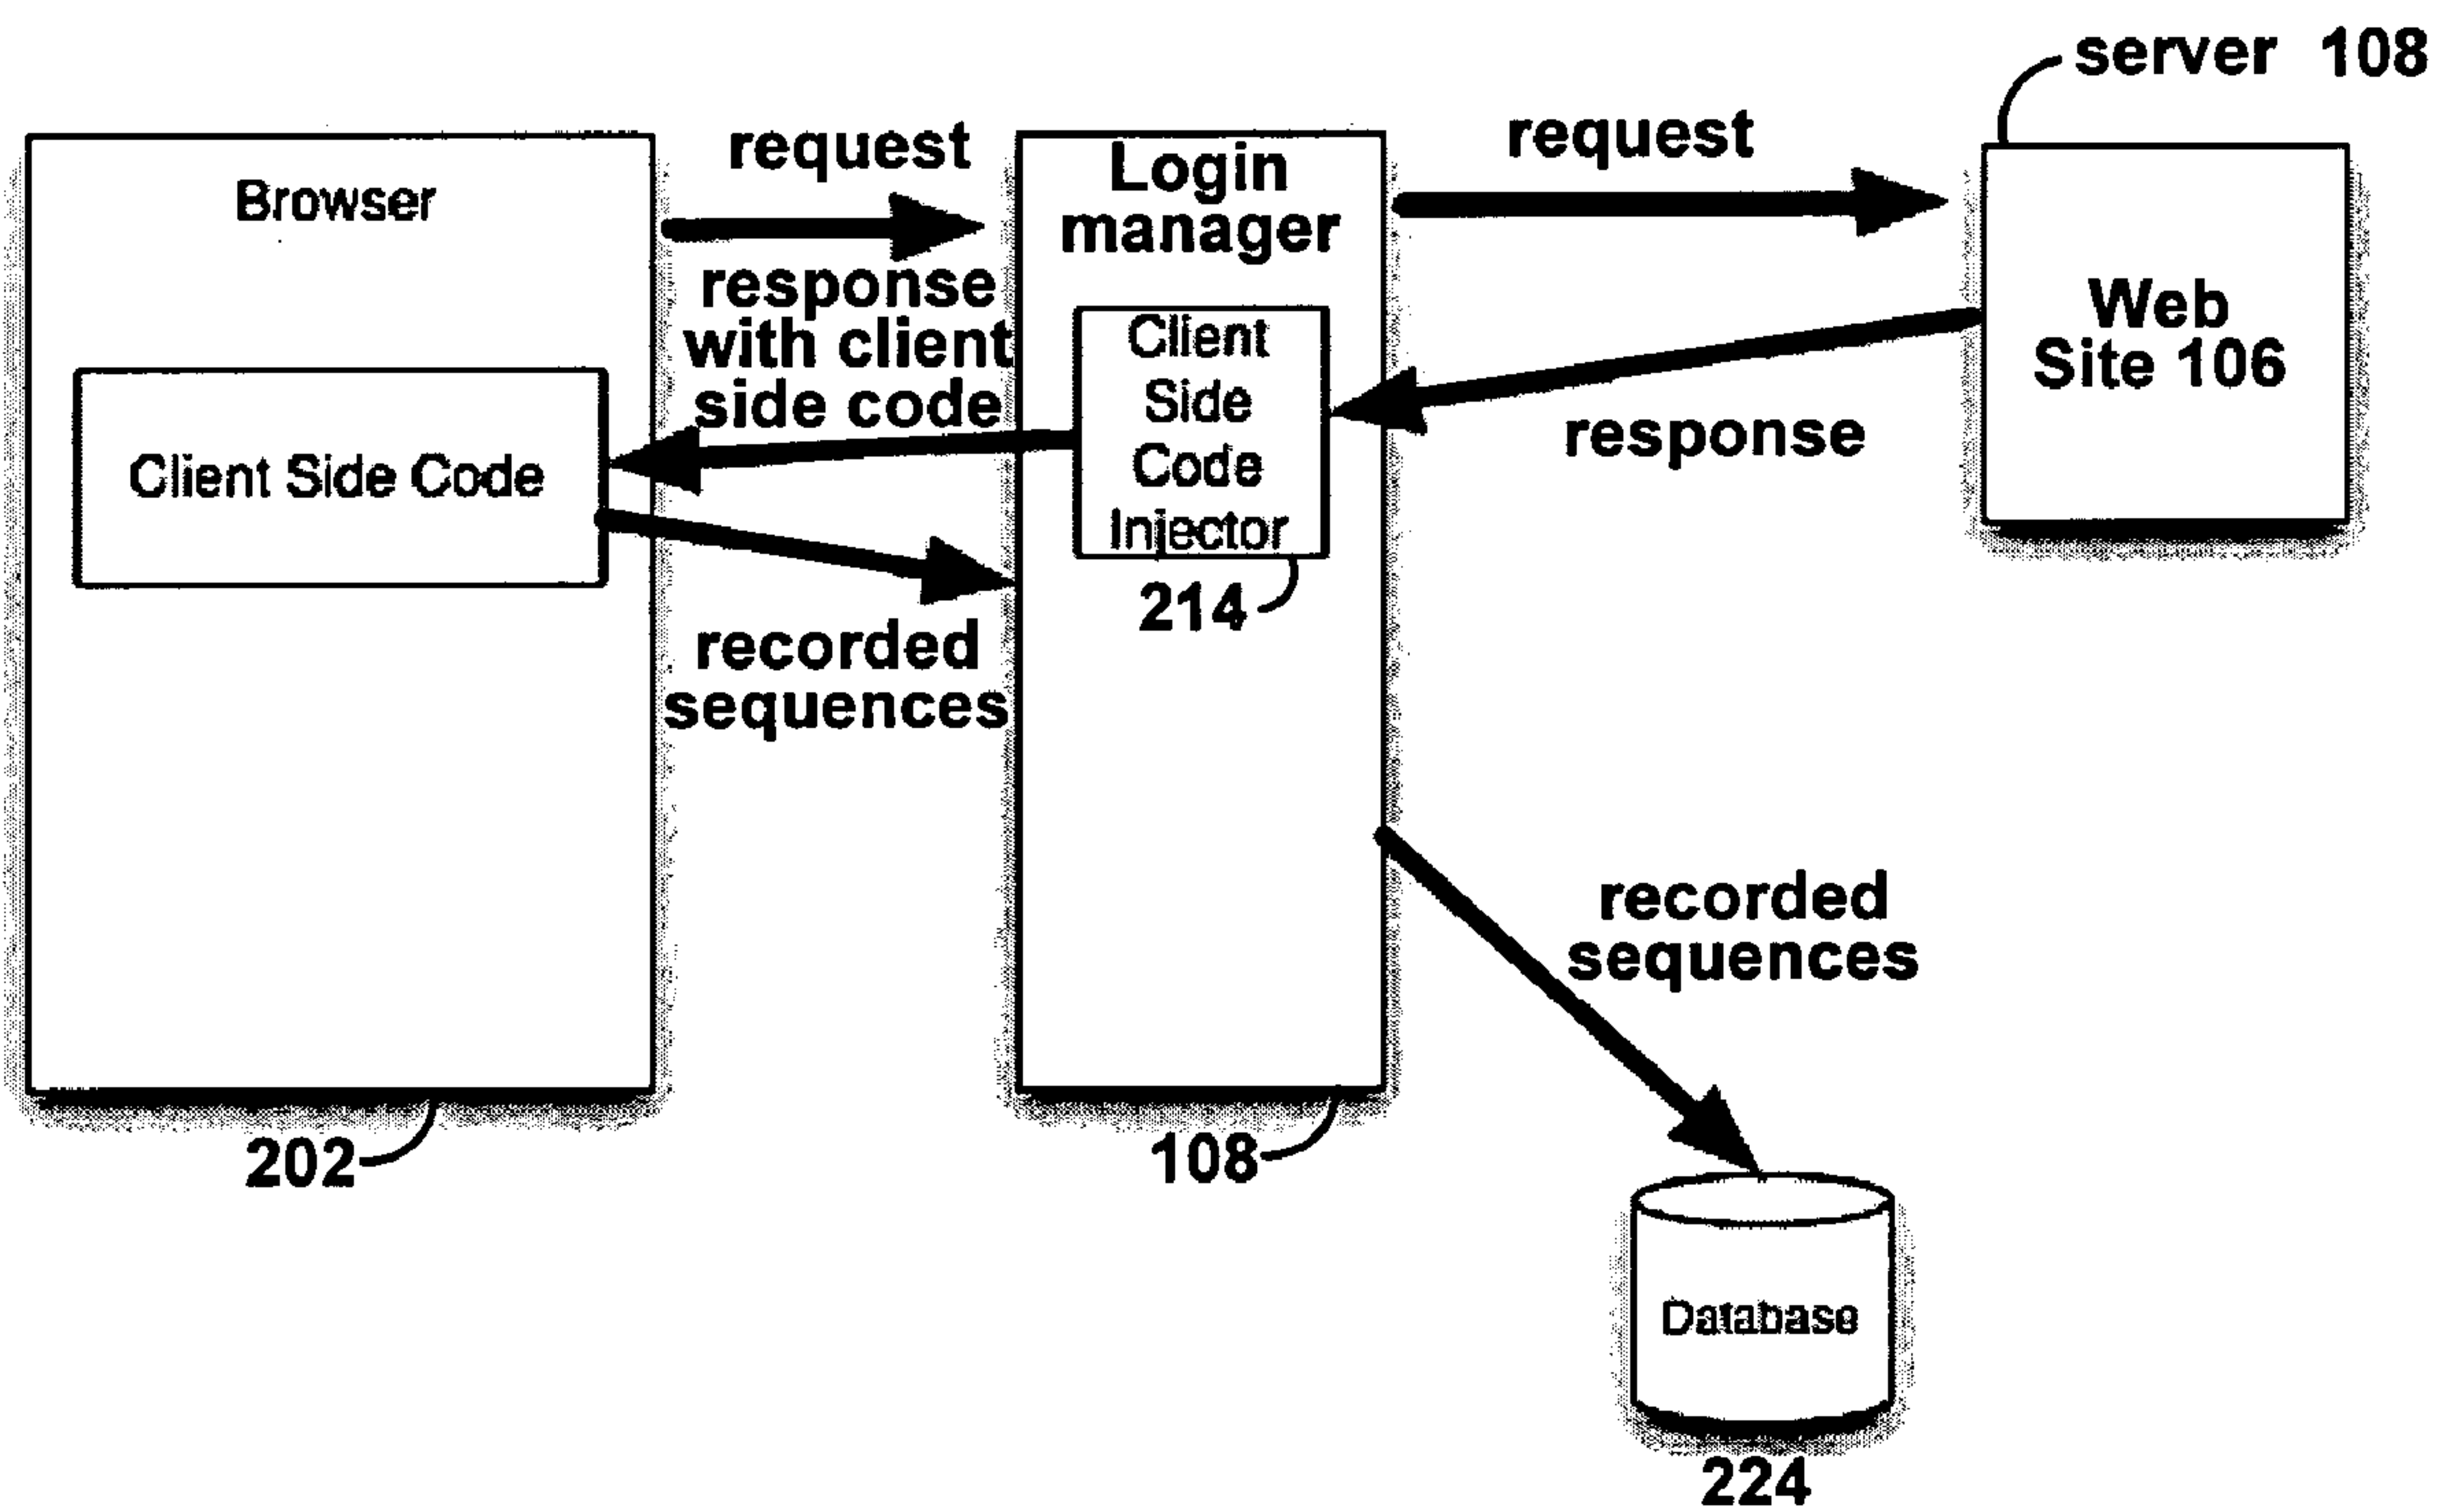 server 108
Browser
request
Login
manager
request
response
with client
side code
Client
Side
Code
Injector
214
Web
Site 106
response
Client Side Code
recorded
sequences
recorded
sequences
202
108
Database
224